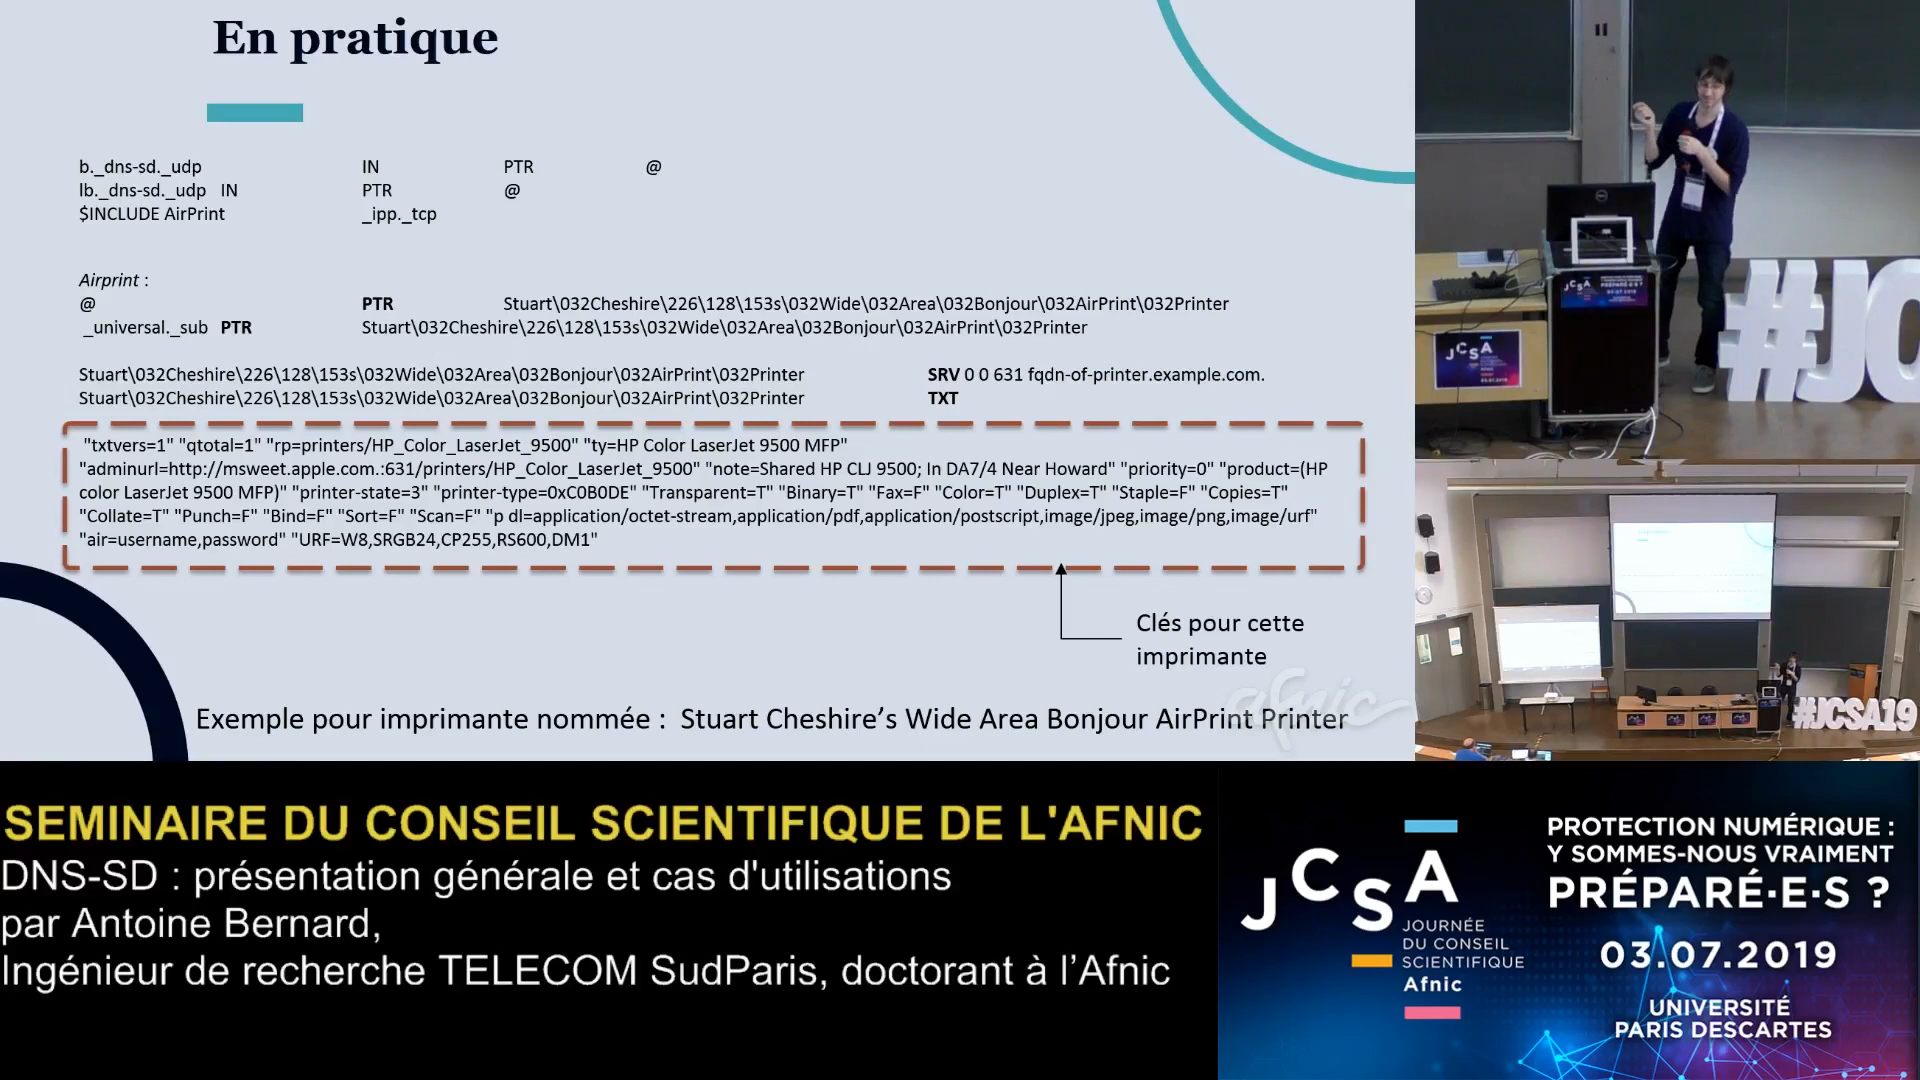 En pratique
b._dns-sd._udp IN PTR @
lb._dns-sd._udp IN PTR @
$INCLUDE AirPrint _ipp._tcp
Airprint :
@ PTR Stuart\032Cheshire\226\128\153s\032Wide\032Area\032Bonjour\032AirPrint\032Printer
_universal._sub PTR Stuart\032Cheshire\226\128\153s\032Wide\032Area\032Bonjour\032AirPrint\032Printer
Stuart\032Cheshire\226\128\153s\032Wide\032Area\032Bonjour\032AirPrint\032Printer SRV 0 0 631 fqdn-of-printer.example.com.
Stuart\032Cheshire\226\128\153s\032Wide\032Area\032Bonjour\032AirPrint\032Printer TXT
"txtvers=1" "qtotal=1" "rp=printers/HP_Color_LaserJet_9500" "ty=HP Color LaserJet 9500 MFP"
"adminurl=http://msweet.apple.com.:631/printers/HP_Color_LaserJet_9500" "note=Shared HP CLJ 9500; In DA7/4 Near Howard" "priority=0" "product=(HP
color LaserJet 9500 MFP)" "printer-state=3" "printer-type=0xC0B0DE" "Transparent=T" "Binary=T" "Fax=F" "Color=T" "Duplex=T" "Staple=F" "Copies=T"
"Collate=T" "Punch=F" "Bind=F" "Sort=F" "Scan=F" "p dl=application/octet-stream,application/pdf,application/postscript,image/jpeg,image/png,image/urf"
"air=username,password" "URF=W8,SRGB24,CP255,RS600,DM1"
Clés pour cette
imprimante
afnic
Exemple pour imprimante nommée : Stuart Cheshire’s Wide Area Bonjour AirPrint Printer
#JC
JCSA
#JCSA19
SEMINAIRE DU CONSEIL SCIENTIFIQUE DE L'AFNIC
DNS-SD : présentation générale et cas d'utilisations
par Antoine Bernard,
Ingénieur de recherche TELECOM SudParis, doctorant à l’Afnic
JCSA
JOURNÉE
DU CONSEIL
SCIENTIFIQUE
Afnic
PROTECTION NUMÉRIQUE :
Y SOMMES-NOUS VRAIMENT
PRÉPARÉ·E·S ?
03.07.2019
UNIVERSITÉ
PARIS DESCARTES